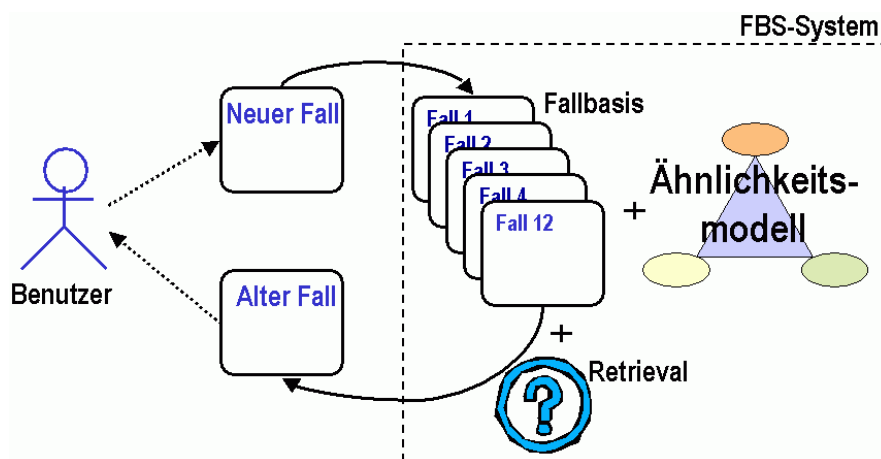 FBS-System
Neuer Fall
Fallbasis
Fall 1
Fall 2
Fall 3
Fall 4
Fall 12
+
Ähnlichkeits-
modell
Benutzer
Alter Fall
+
Retrieval
?